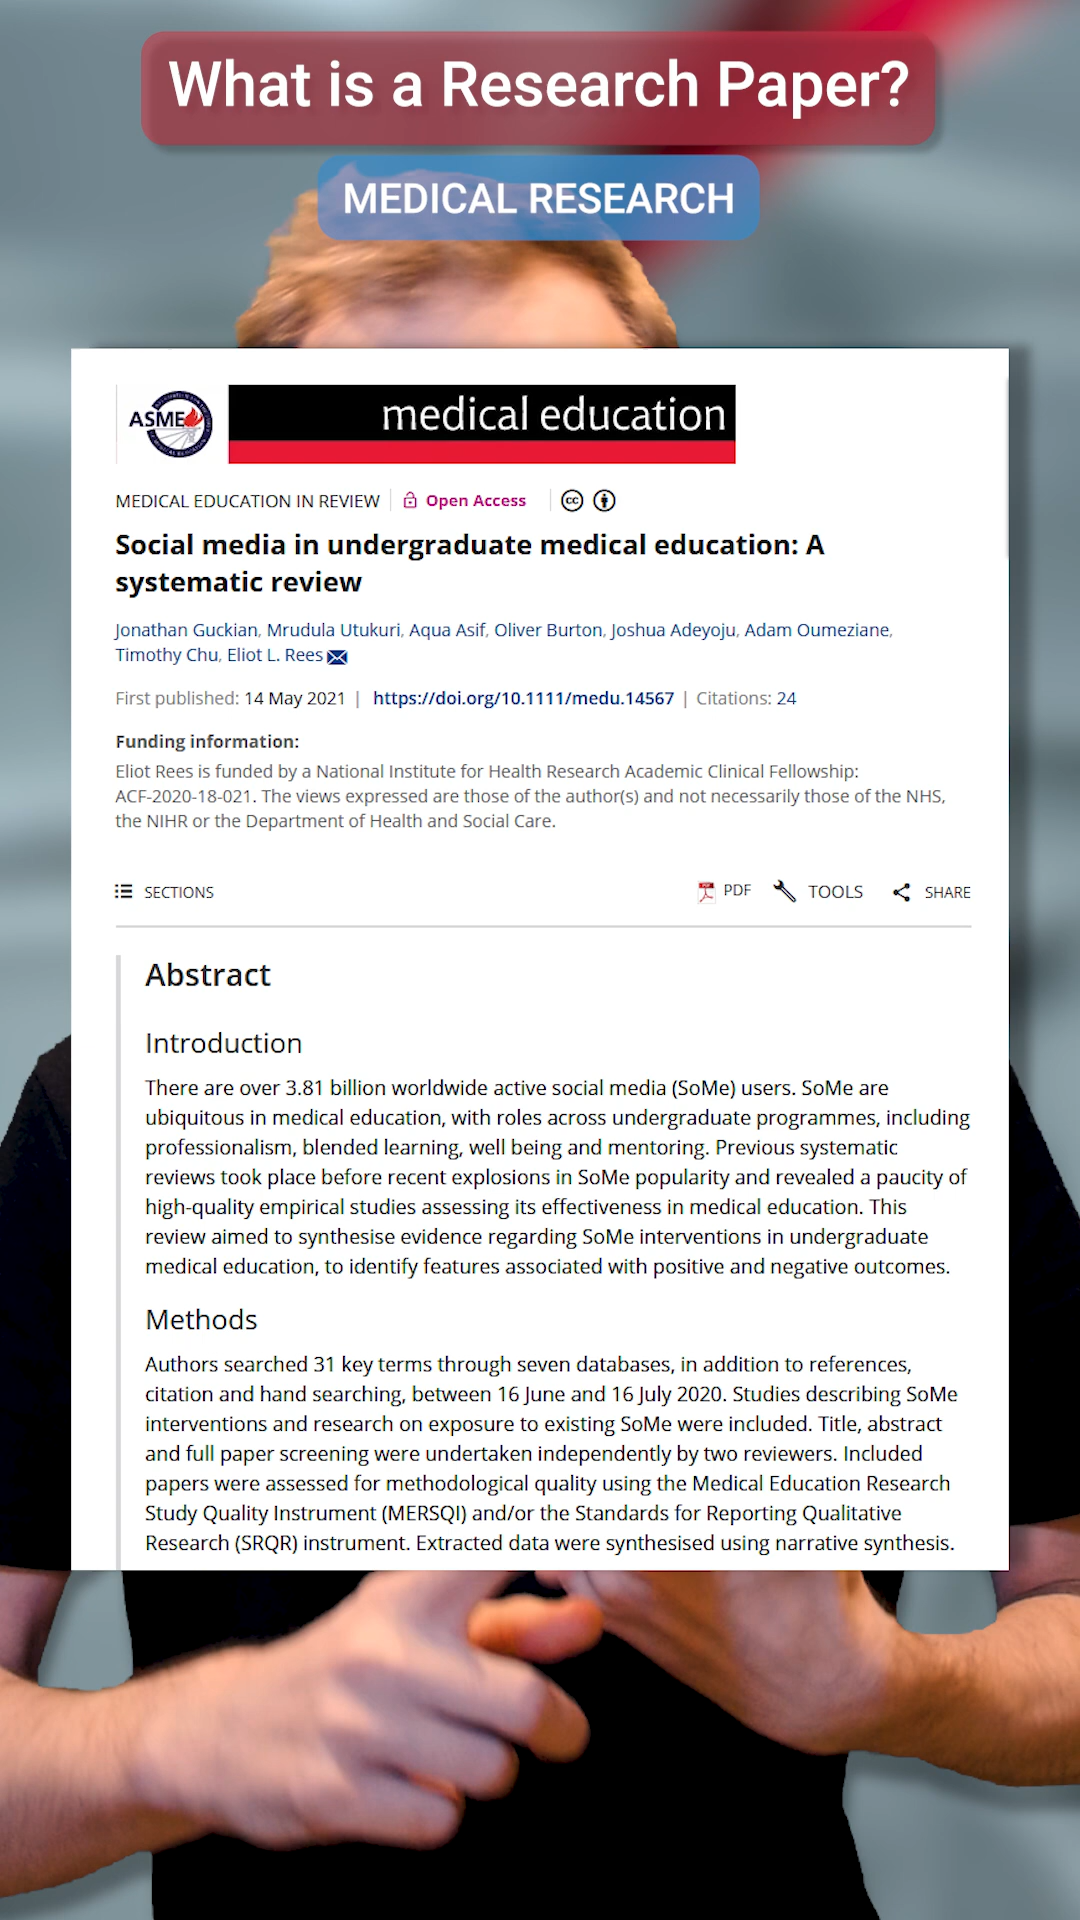 What is a Research Paper?
MEDICAL RESEARCH
ASME
medical education
MEDICAL EDUCATION IN REVIEW Open Access
Social media in undergraduate medical education: A
systematic review
Jonathan Guckian, Mrudula Utukuri, Aqua Asif, Oliver Burton, Joshua Adeyoju, Adam Oumeziane,
Timothy Chu, Eliot L. Rees
First published: 14 May 2021 | https://doi.org/10.1111/medu.14567 | Citations: 24
Funding information:
Eliot Rees is funded by a National Institute for Health Research Academic Clinical Fellowship:
ACF-2020-18-021. The views expressed are those of the author(s) and not necessarily those of the NHS,
the NIHR or the Department of Health and Social Care.
SECTIONS PDF TOOLS SHARE
Abstract
Introduction
There are over 3.81 billion worldwide active social media (SoMe) users. SoMe are
ubiquitous in medical education, with roles across undergraduate programmes, including
professionalism, blended learning, well being and mentoring. Previous systematic
reviews took place before recent explosions in SoMe popularity and revealed a paucity of
high-quality empirical studies assessing its effectiveness in medical education. This
review aimed to synthesise evidence regarding SoMe interventions in undergraduate
medical education, to identify features associated with positive and negative outcomes.
Methods
Authors searched 31 key terms through seven databases, in addition to references,
citation and hand searching, between 16 June and 16 July 2020. Studies describing SoMe
interventions and research on exposure to existing SoMe were included. Title, abstract
and full paper screening were undertaken independently by two reviewers. Included
papers were assessed for methodological quality using the Medical Education Research
Study Quality Instrument (MERSQI) and/or the Standards for Reporting Qualitative
Research (SRQR) instrument. Extracted data were synthesised using narrative synthesis.